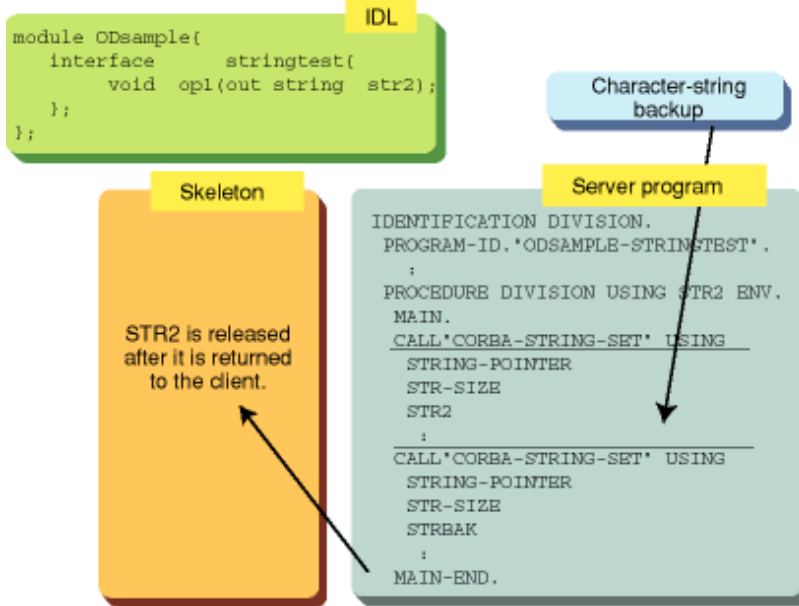 IDL
module ODsample{
interface stringtest{
void op1(out string str2);
};
};
Character-string
backup
Skeleton
STR2 is released
after it is returned
to the client.
Server program
IDENTIFICATION DIVISION.
PROGRAM-ID."ODSAMPLE-STRINGTEST".
:
PROCEDURE DIVISION USING STR2 ENV.
MAIN.
CALL"CORBA-STRING-SET" USING
STRING-POINTER
STR-SIZE
STR2
:
CALL"CORBA-STRING-SET" USING
STRING-POINTER
STR-SIZE
STRBAK
:
MAIN-END.